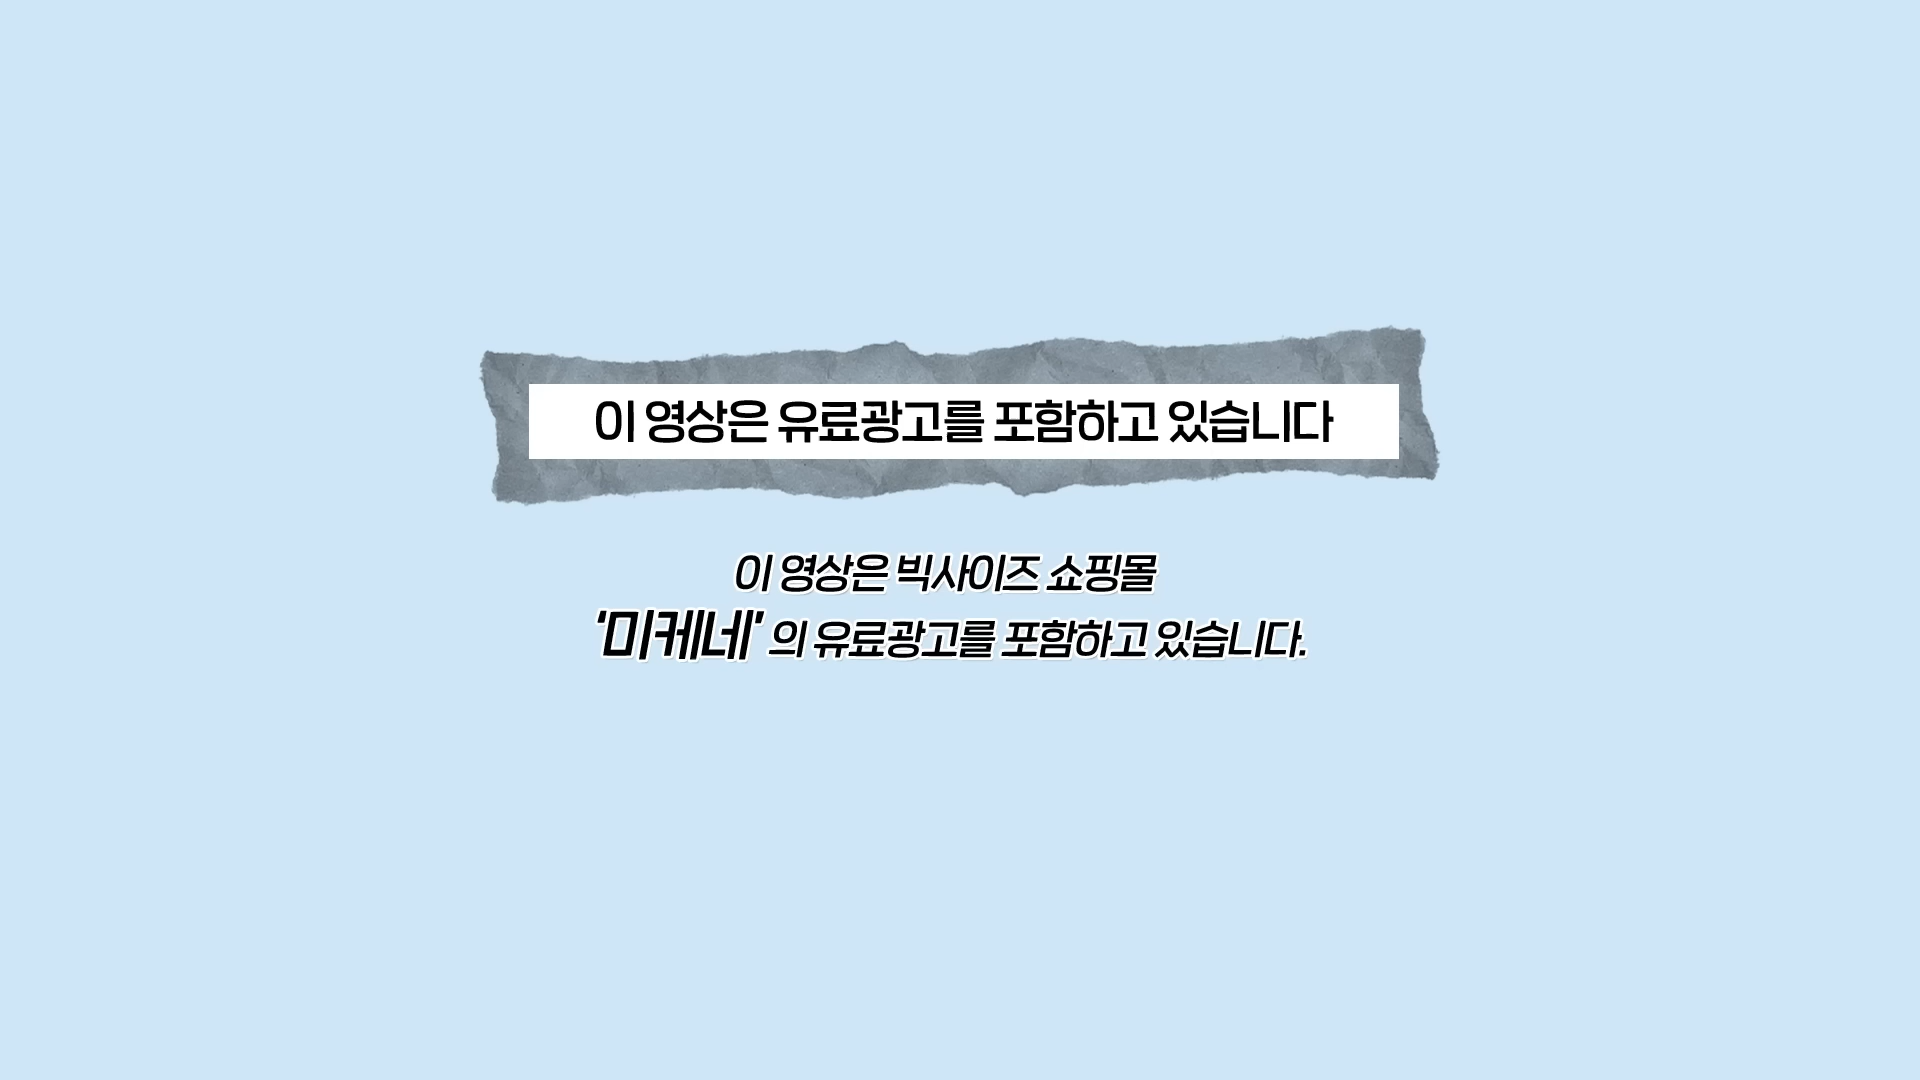 이 영상은 유료광고를 포함하고 있습니다
이 영상은 빅사이즈 쇼핑몰
'미케네' 의 유료광고를 포함하고 있습니다.